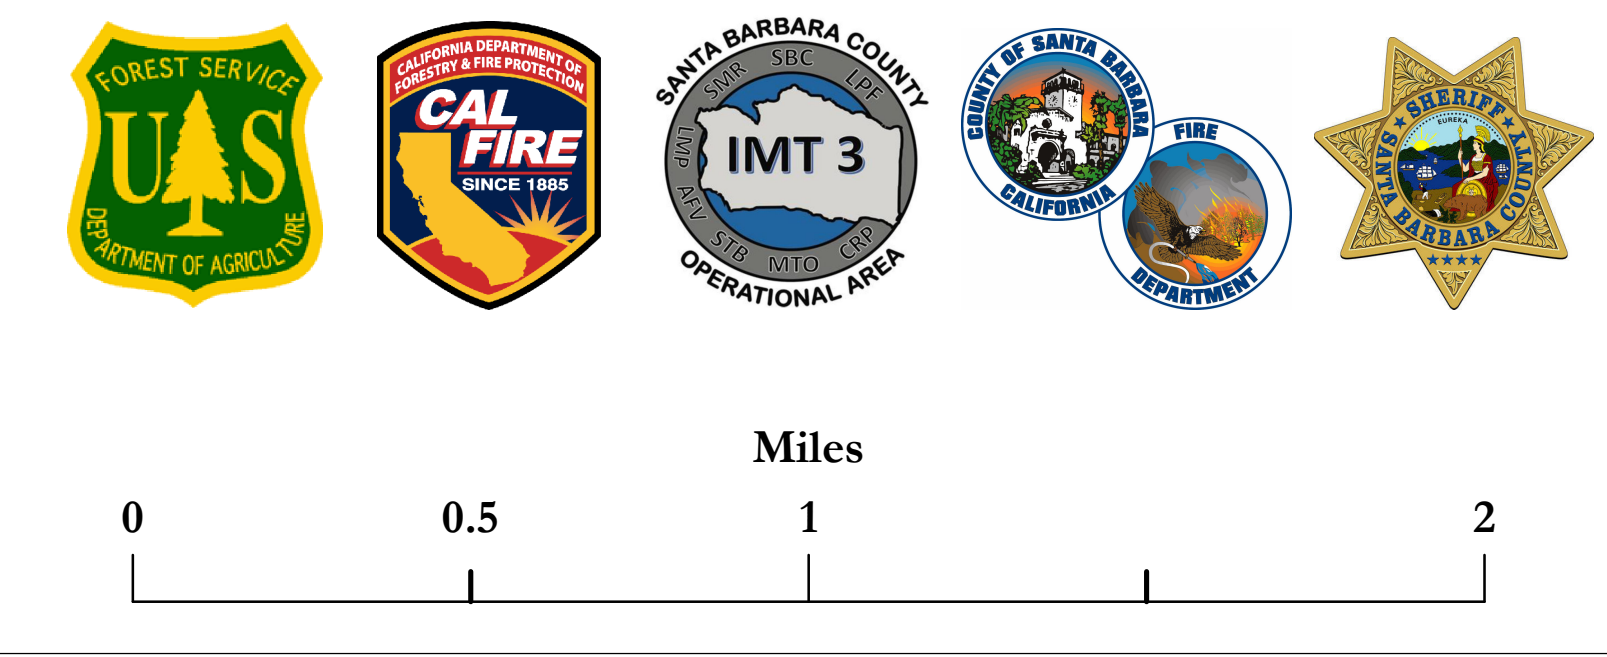 FOREST SERVICE
U S
DEPARTMENT OF AGRICULTURE
CALIFORNIA DEPARTMENT OF
FORESTRY & FIRE PROTECTION
CAL
FIRE
SINCE 1885
SANTA BARBARA COUNTY
SBC
SMR
LPF
LMP
IMT 3
AFV
STB
MTO
CRP
OPERATIONAL AREA
COUNTY OF SANTA BARBARA
CALIFORNIA
FIRE
DEPARTMENT
SHERIFF
EUREKA
SANTA BARBARA COUNTY
Miles
0 0.5 1 2